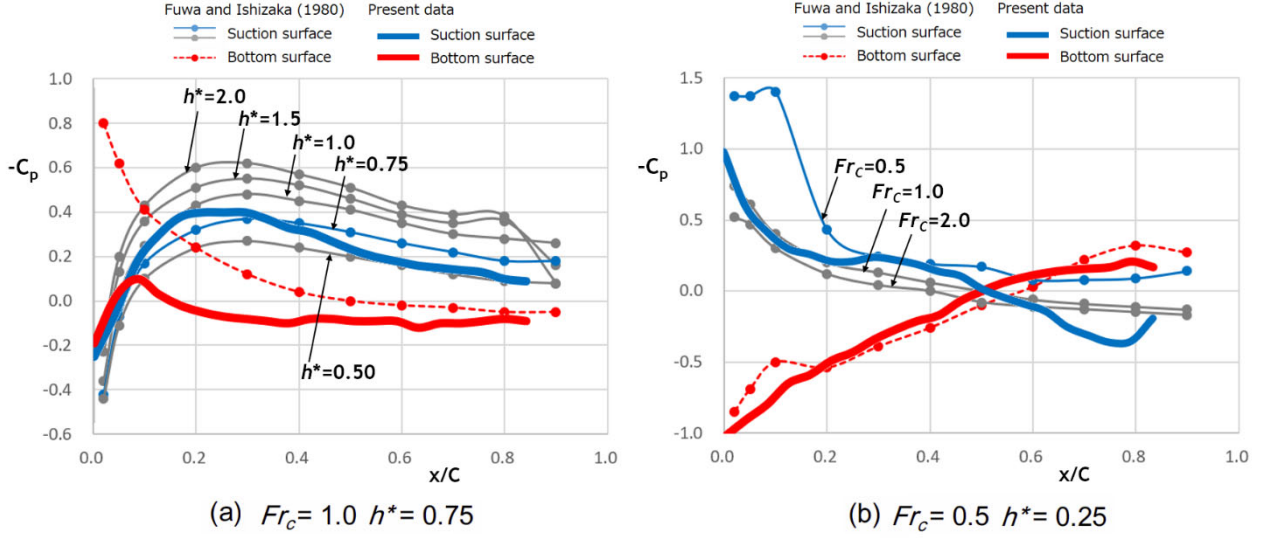 Fuwa and Ishizaka (1980) Present data
Suction surface Suction surface
Bottom surface Bottom surface
1.0
0.8
0.6
0.4
0.2
0.0
-0.2
-0.4
-0.6
-Cp
h*=2.0
h*=1.5
h*=1.0
h*=0.75
h*=0.50
0.0 0.2 0.4 0.6 0.8 1.0
x/C
(a) Frc= 1.0 h*= 0.75
Fuwa and Ishizaka (1980) Present data
Suction surface Suction surface
Bottom surface Bottom surface
1.5
1.0
0.5
0.0
-0.5
-1.0
-Cp
FrC=0.5
FrC=1.0
FrC=2.0
0.0 0.2 0.4 0.6 0.8 1.0
x/C
(b) Frc= 0.5 h*= 0.25